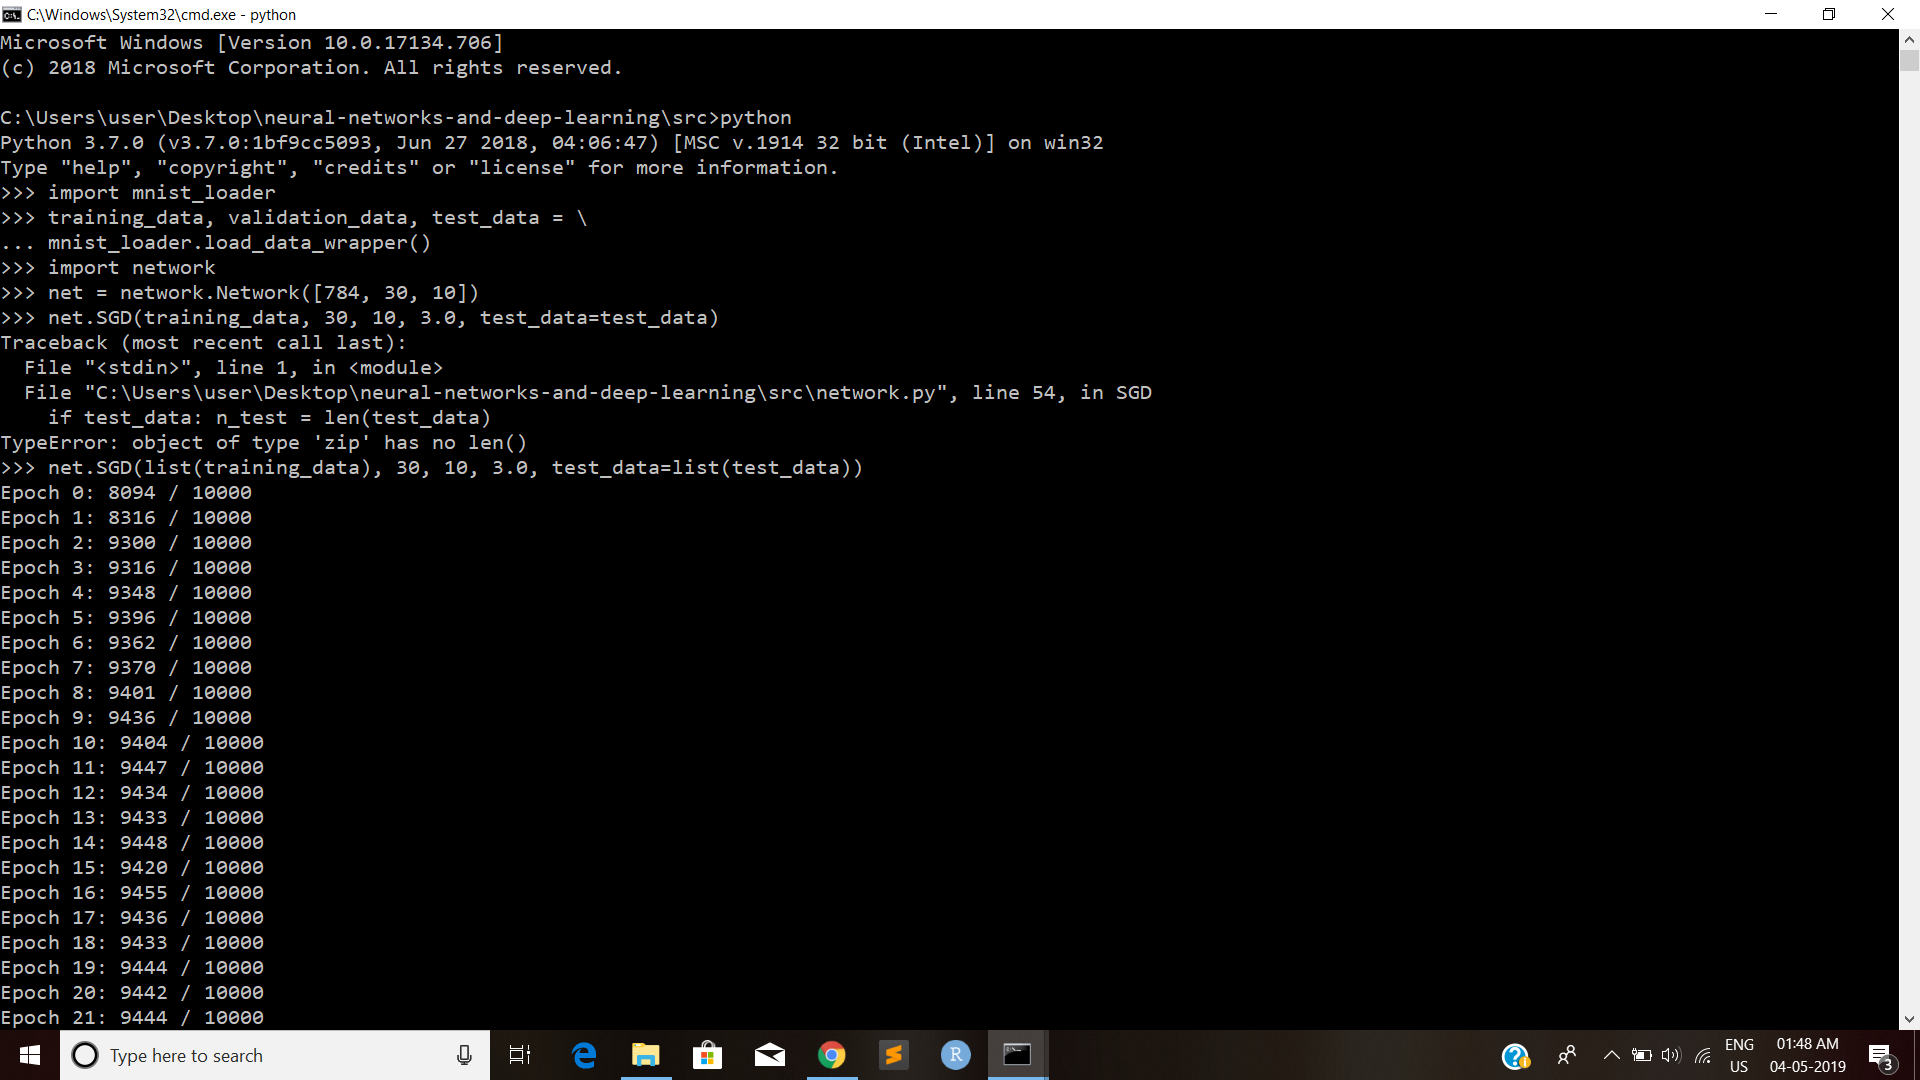 C:\Windows\System32\cmd.exe - python
Microsoft Windows [Version 10.0.17134.706]
(c) 2018 Microsoft Corporation. All rights reserved.
C:\Users\user\Desktop\neural-networks-and-deep-learning\src>python
Python 3.7.0 (v3.7.0:1bf9cc5093, Jun 27 2018, 04:06:47) [MSC v.1914 32 bit (Intel)] on win32
Type "help", "copyright", "credits" or "license" for more information.
>>> import mnist_loader
>>> training_data, validation_data, test_data = \
... mnist_loader.load_data_wrapper()
>>> import network
>>> net = network.Network([784, 30, 10])
>>> net.SGD(training_data, 30, 10, 3.0, test_data=test_data)
Traceback (most recent call last):
  File "<stdin>", line 1, in <module>
  File "C:\Users\user\Desktop\neural-networks-and-deep-learning\src\network.py", line 54, in SGD
    if test_data: n_test = len(test_data)
TypeError: object of type 'zip' has no len()
>>> net.SGD(list(training_data), 30, 10, 3.0, test_data=list(test_data))
Epoch 0: 8094 / 10000
Epoch 1: 8316 / 10000
Epoch 2: 9300 / 10000
Epoch 3: 9316 / 10000
Epoch 4: 9348 / 10000
Epoch 5: 9396 / 10000
Epoch 6: 9362 / 10000
Epoch 7: 9370 / 10000
Epoch 8: 9401 / 10000
Epoch 9: 9436 / 10000
Epoch 10: 9404 / 10000
Epoch 11: 9447 / 10000
Epoch 12: 9434 / 10000
Epoch 13: 9433 / 10000
Epoch 14: 9448 / 10000
Epoch 15: 9420 / 10000
Epoch 16: 9455 / 10000
Epoch 17: 9436 / 10000
Epoch 18: 9433 / 10000
Epoch 19: 9444 / 10000
Epoch 20: 9442 / 10000
Epoch 21: 9444 / 10000
Type here to search
R
ENG
US
01:48 AM
04-05-2019
3